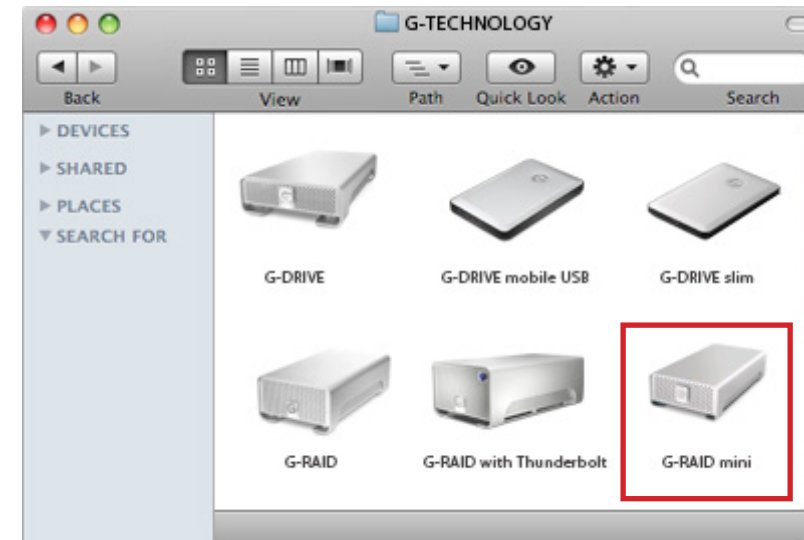 G-TECHNOLOGY
Back View Path Quick Look Action Search
DEVICES
SHARED
PLACES
SEARCH FOR
G-DRIVE G-DRIVE mobile USB G-DRIVE slim
G-RAID G-RAID with Thunderbolt G-RAID mini